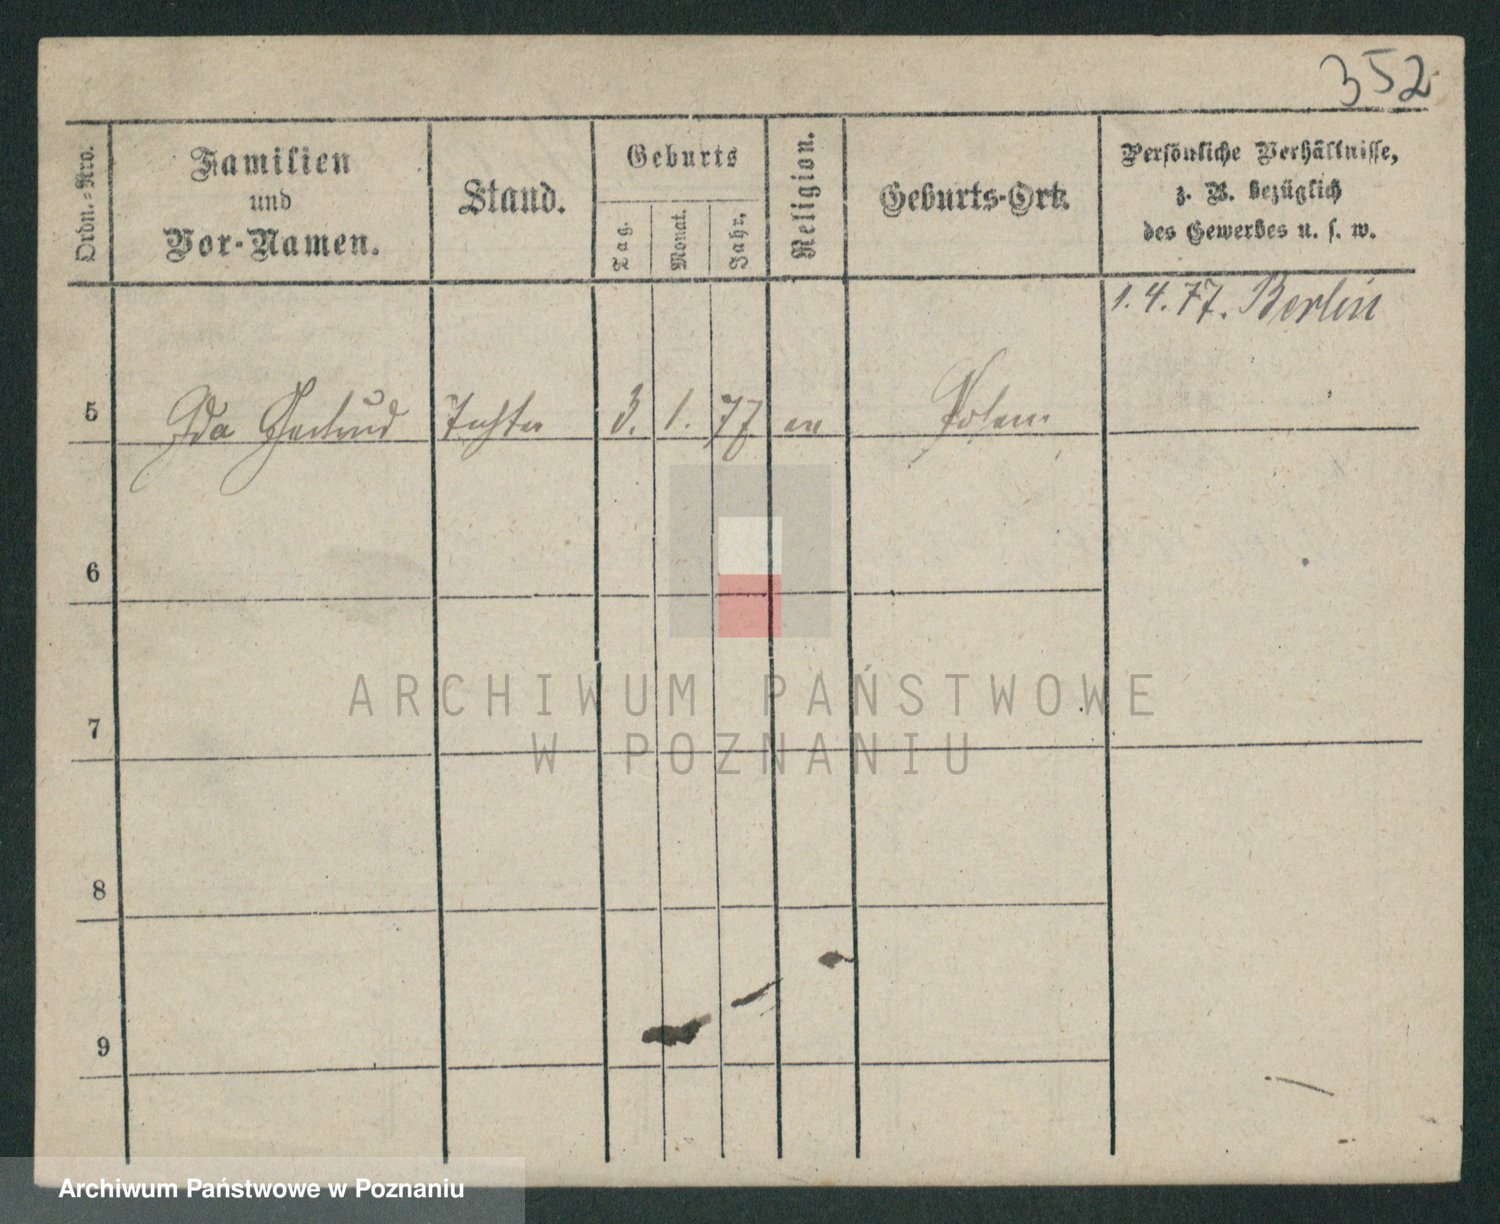 352
Ordn.=Nro.
Familien
und
Vor-Namen.
Stand.
Geburts
Tag.
Monat.
Jahr.
Religion.
Geburts-Ort.
Persönliche Verhältnisse,
z. B. bezüglich
des Gewerbes u. s. w.
1.4.77. Berlin
5 Ida Gertrud Tochter 3. 1. 77 ev Posen
6
7
8
9
ARCHIWUM PAŃSTWOWE
W POZNANIU
Archiwum Państwowe w Poznaniu